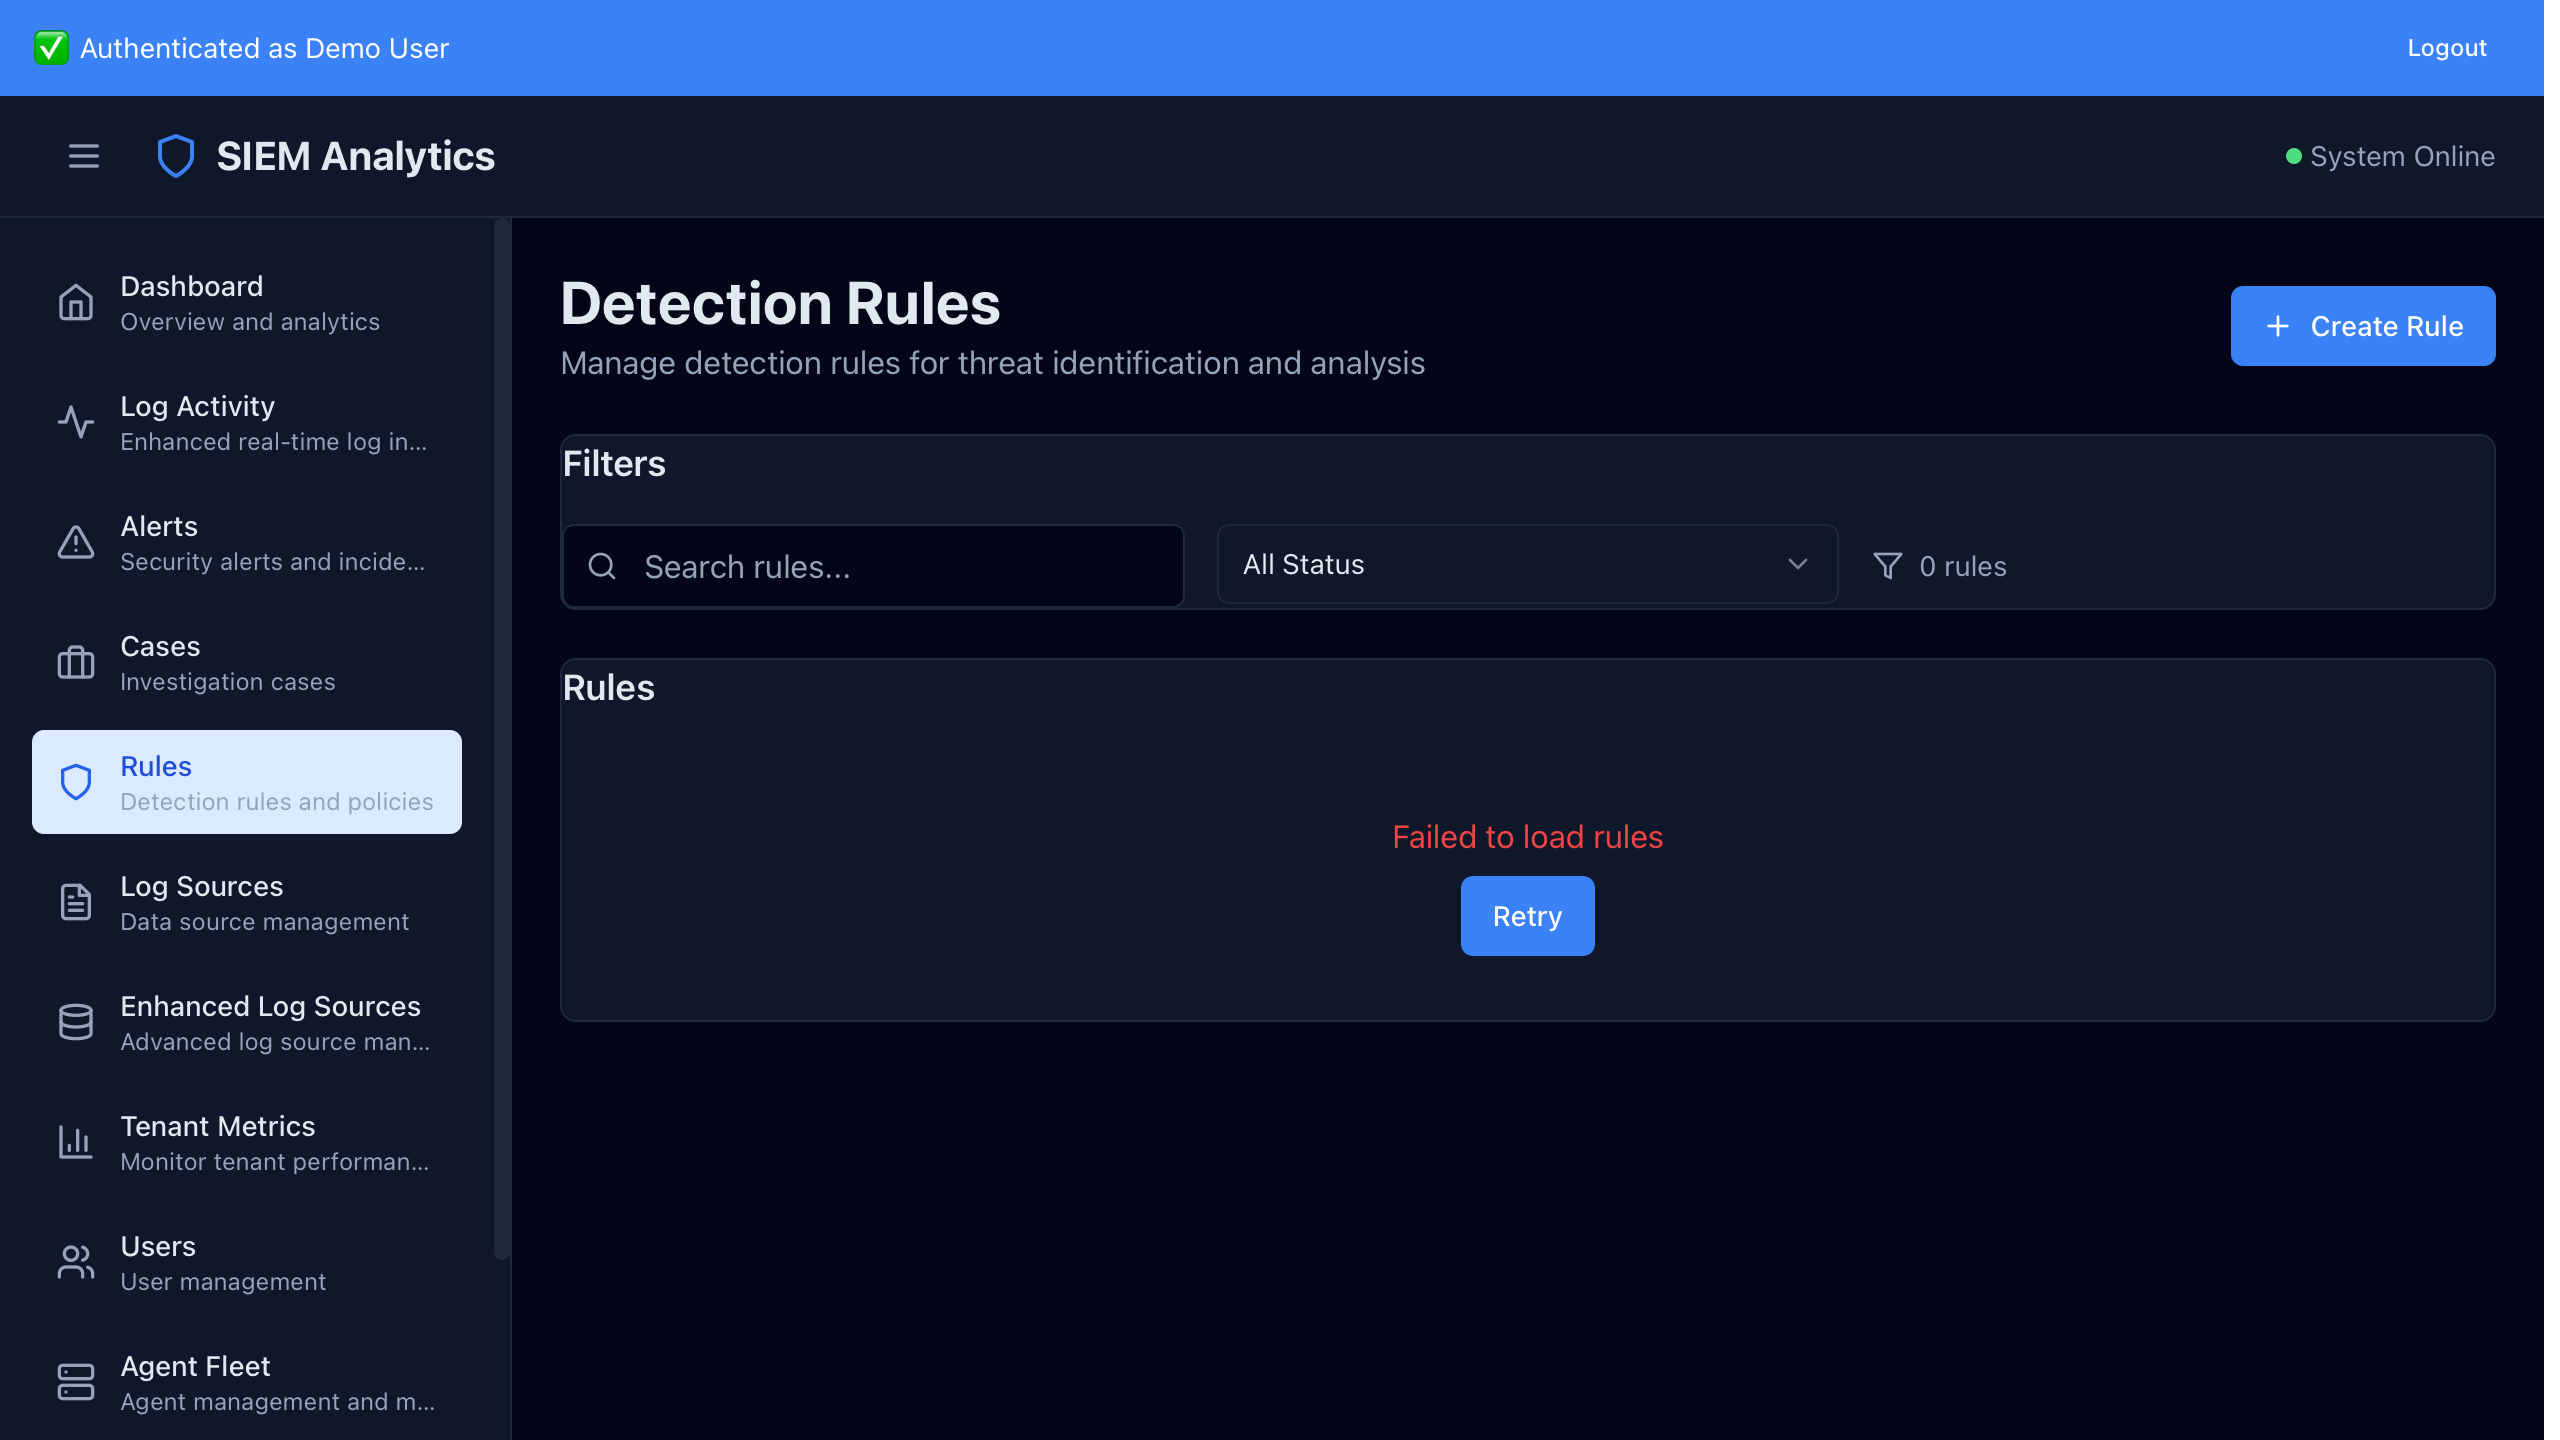 ✅ Authenticated as Demo User
Logout
SIEM Analytics
System Online
Dashboard
Overview and analytics
Log Activity
Enhanced real-time log in...
Alerts
Security alerts and incide...
Cases
Investigation cases
Rules
Detection rules and policies
Log Sources
Data source management
Enhanced Log Sources
Advanced log source man...
Tenant Metrics
Monitor tenant performan...
Users
User management
Agent Fleet
Agent management and m...
Detection Rules
Manage detection rules for threat identification and analysis
Create Rule
Filters
Search rules...
All Status
0 rules
Rules
Failed to load rules
Retry